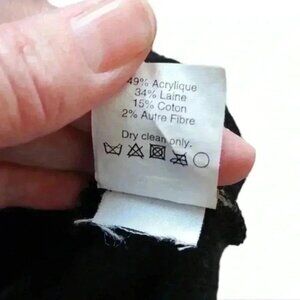 49% Acrylique
34% Laine
15% Coton
2% Autre Fibre
Dry clean only.